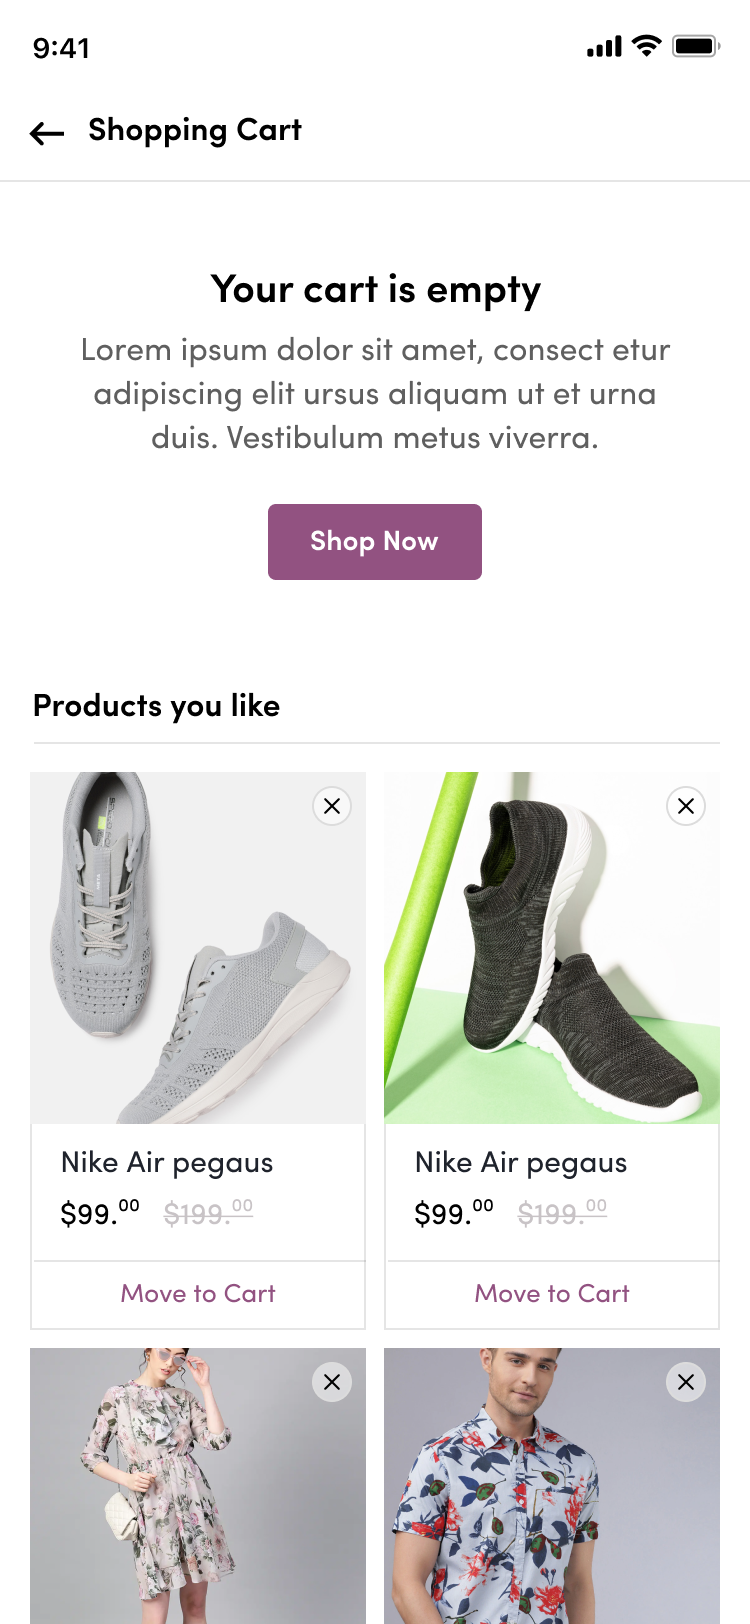 9:41
Shopping Cart
Your cart is empty
Lorem ipsum dolor sit amet, consect etur
adipiscing elit ursus aliquam ut et urna
duis. Vestibulum metus viverra.
Shop Now
Products you like
Nike Air pegaus
$99.00 $199.00
Move to Cart
Nike Air pegaus
$99.00 $199.00
Move to Cart